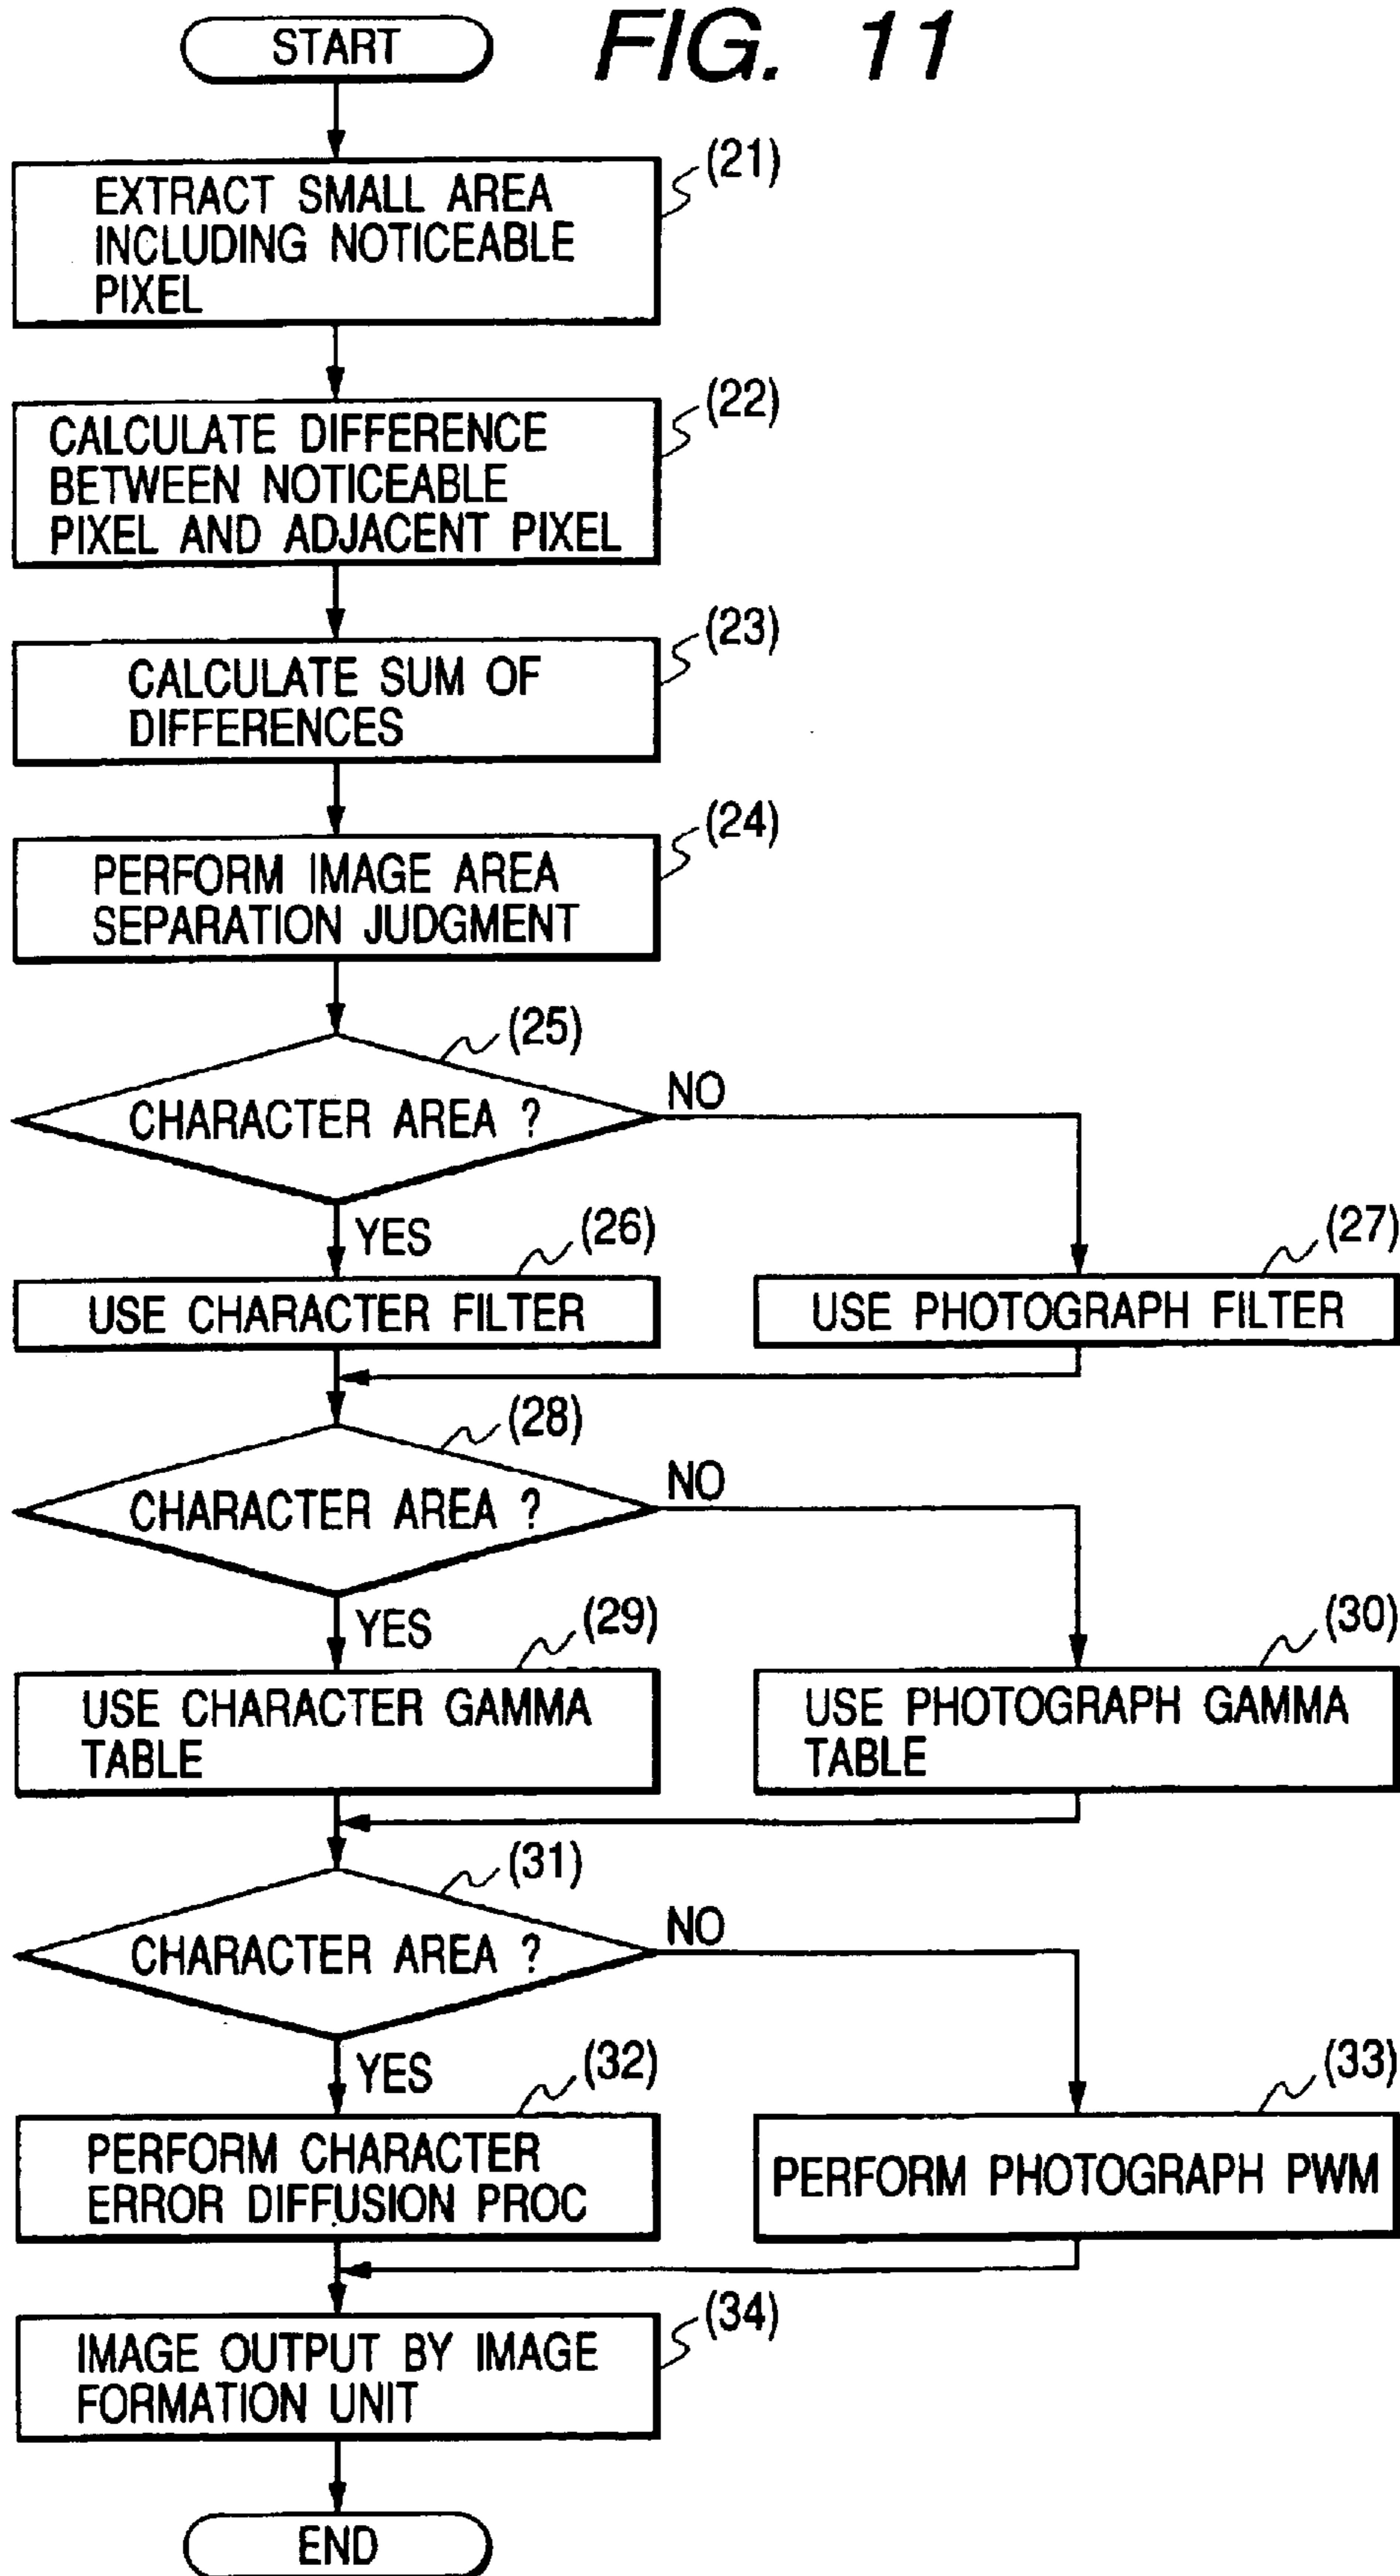 START
FIG. 11
(21)
EXTRACT SMALL AREA
INCLUDING NOTICEABLE
PIXEL
(22)
CALCULATE DIFFERENCE
BETWEEN NOTICEABLE
PIXEL AND ADJACENT PIXEL
(23)
CALCULATE SUM OF
DIFFERENCES
(24)
PERFORM IMAGE AREA
SEPARATION JUDGMENT
(25)
CHARACTER AREA ?
NO
YES
(26)
USE CHARACTER FILTER
(27)
USE PHOTOGRAPH FILTER
(28)
CHARACTER AREA ?
NO
YES
(29)
USE CHARACTER GAMMA
TABLE
(30)
USE PHOTOGRAPH GAMMA
TABLE
(31)
CHARACTER AREA ?
NO
YES
(32)
PERFORM CHARACTER
ERROR DIFFUSION PROC
(33)
PERFORM PHOTOGRAPH PWM
(34)
IMAGE OUTPUT BY IMAGE
FORMATION UNIT
END